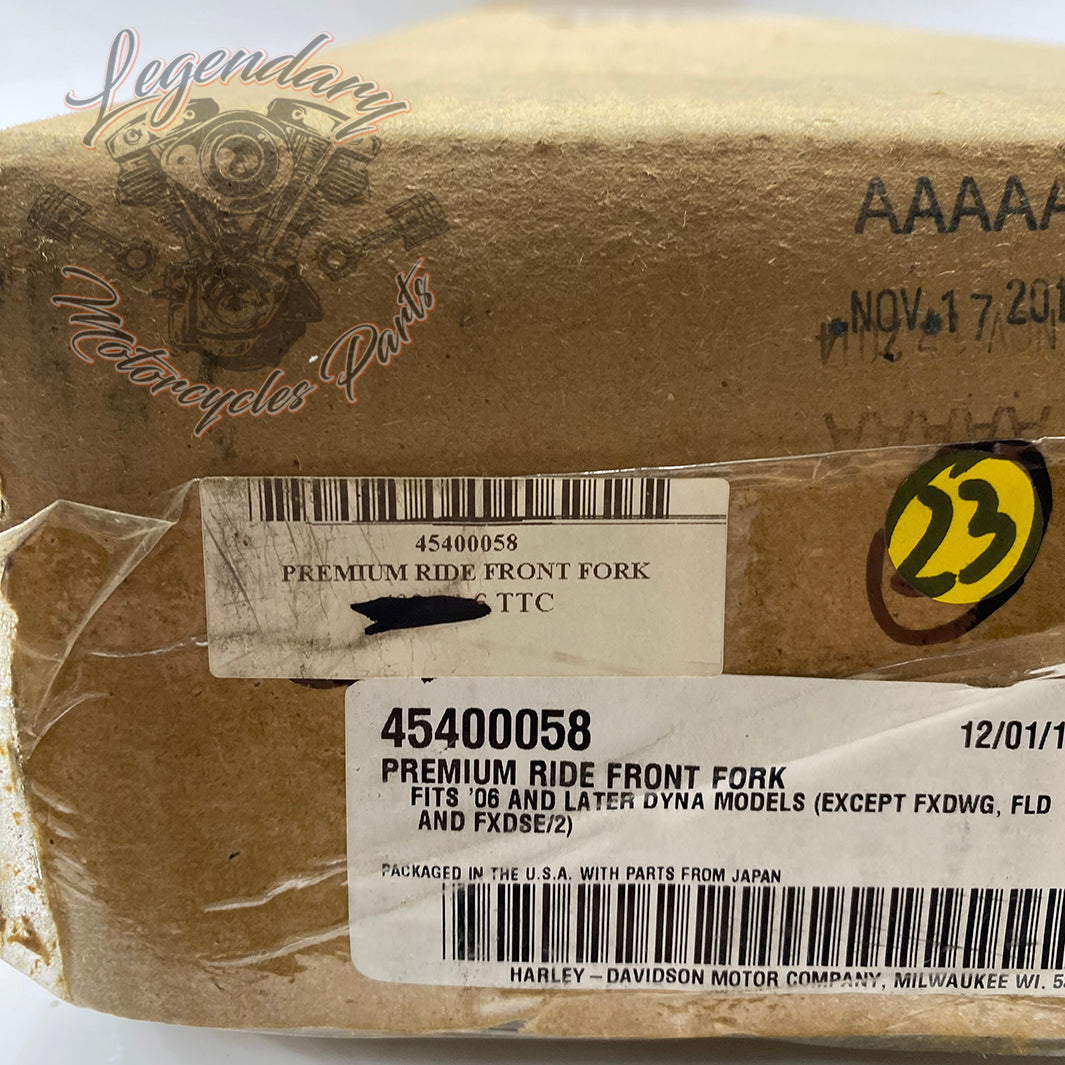 Legendary
Motorcycles Parts
AAAAA
NOV 17 201
AAAAA
23
45400058
PREMIUM RIDE FRONT FORK
TTC
45400058
12/01/1
PREMIUM RIDE FRONT FORK
FITS '06 AND LATER DYNA MODELS (EXCEPT FXDWG, FLD
AND FXDSE/2)
PACKAGED IN THE U.S.A. WITH PARTS FROM JAPAN
HARLEY-DAVIDSON MOTOR COMPANY, MILWAUKEE WI. 53